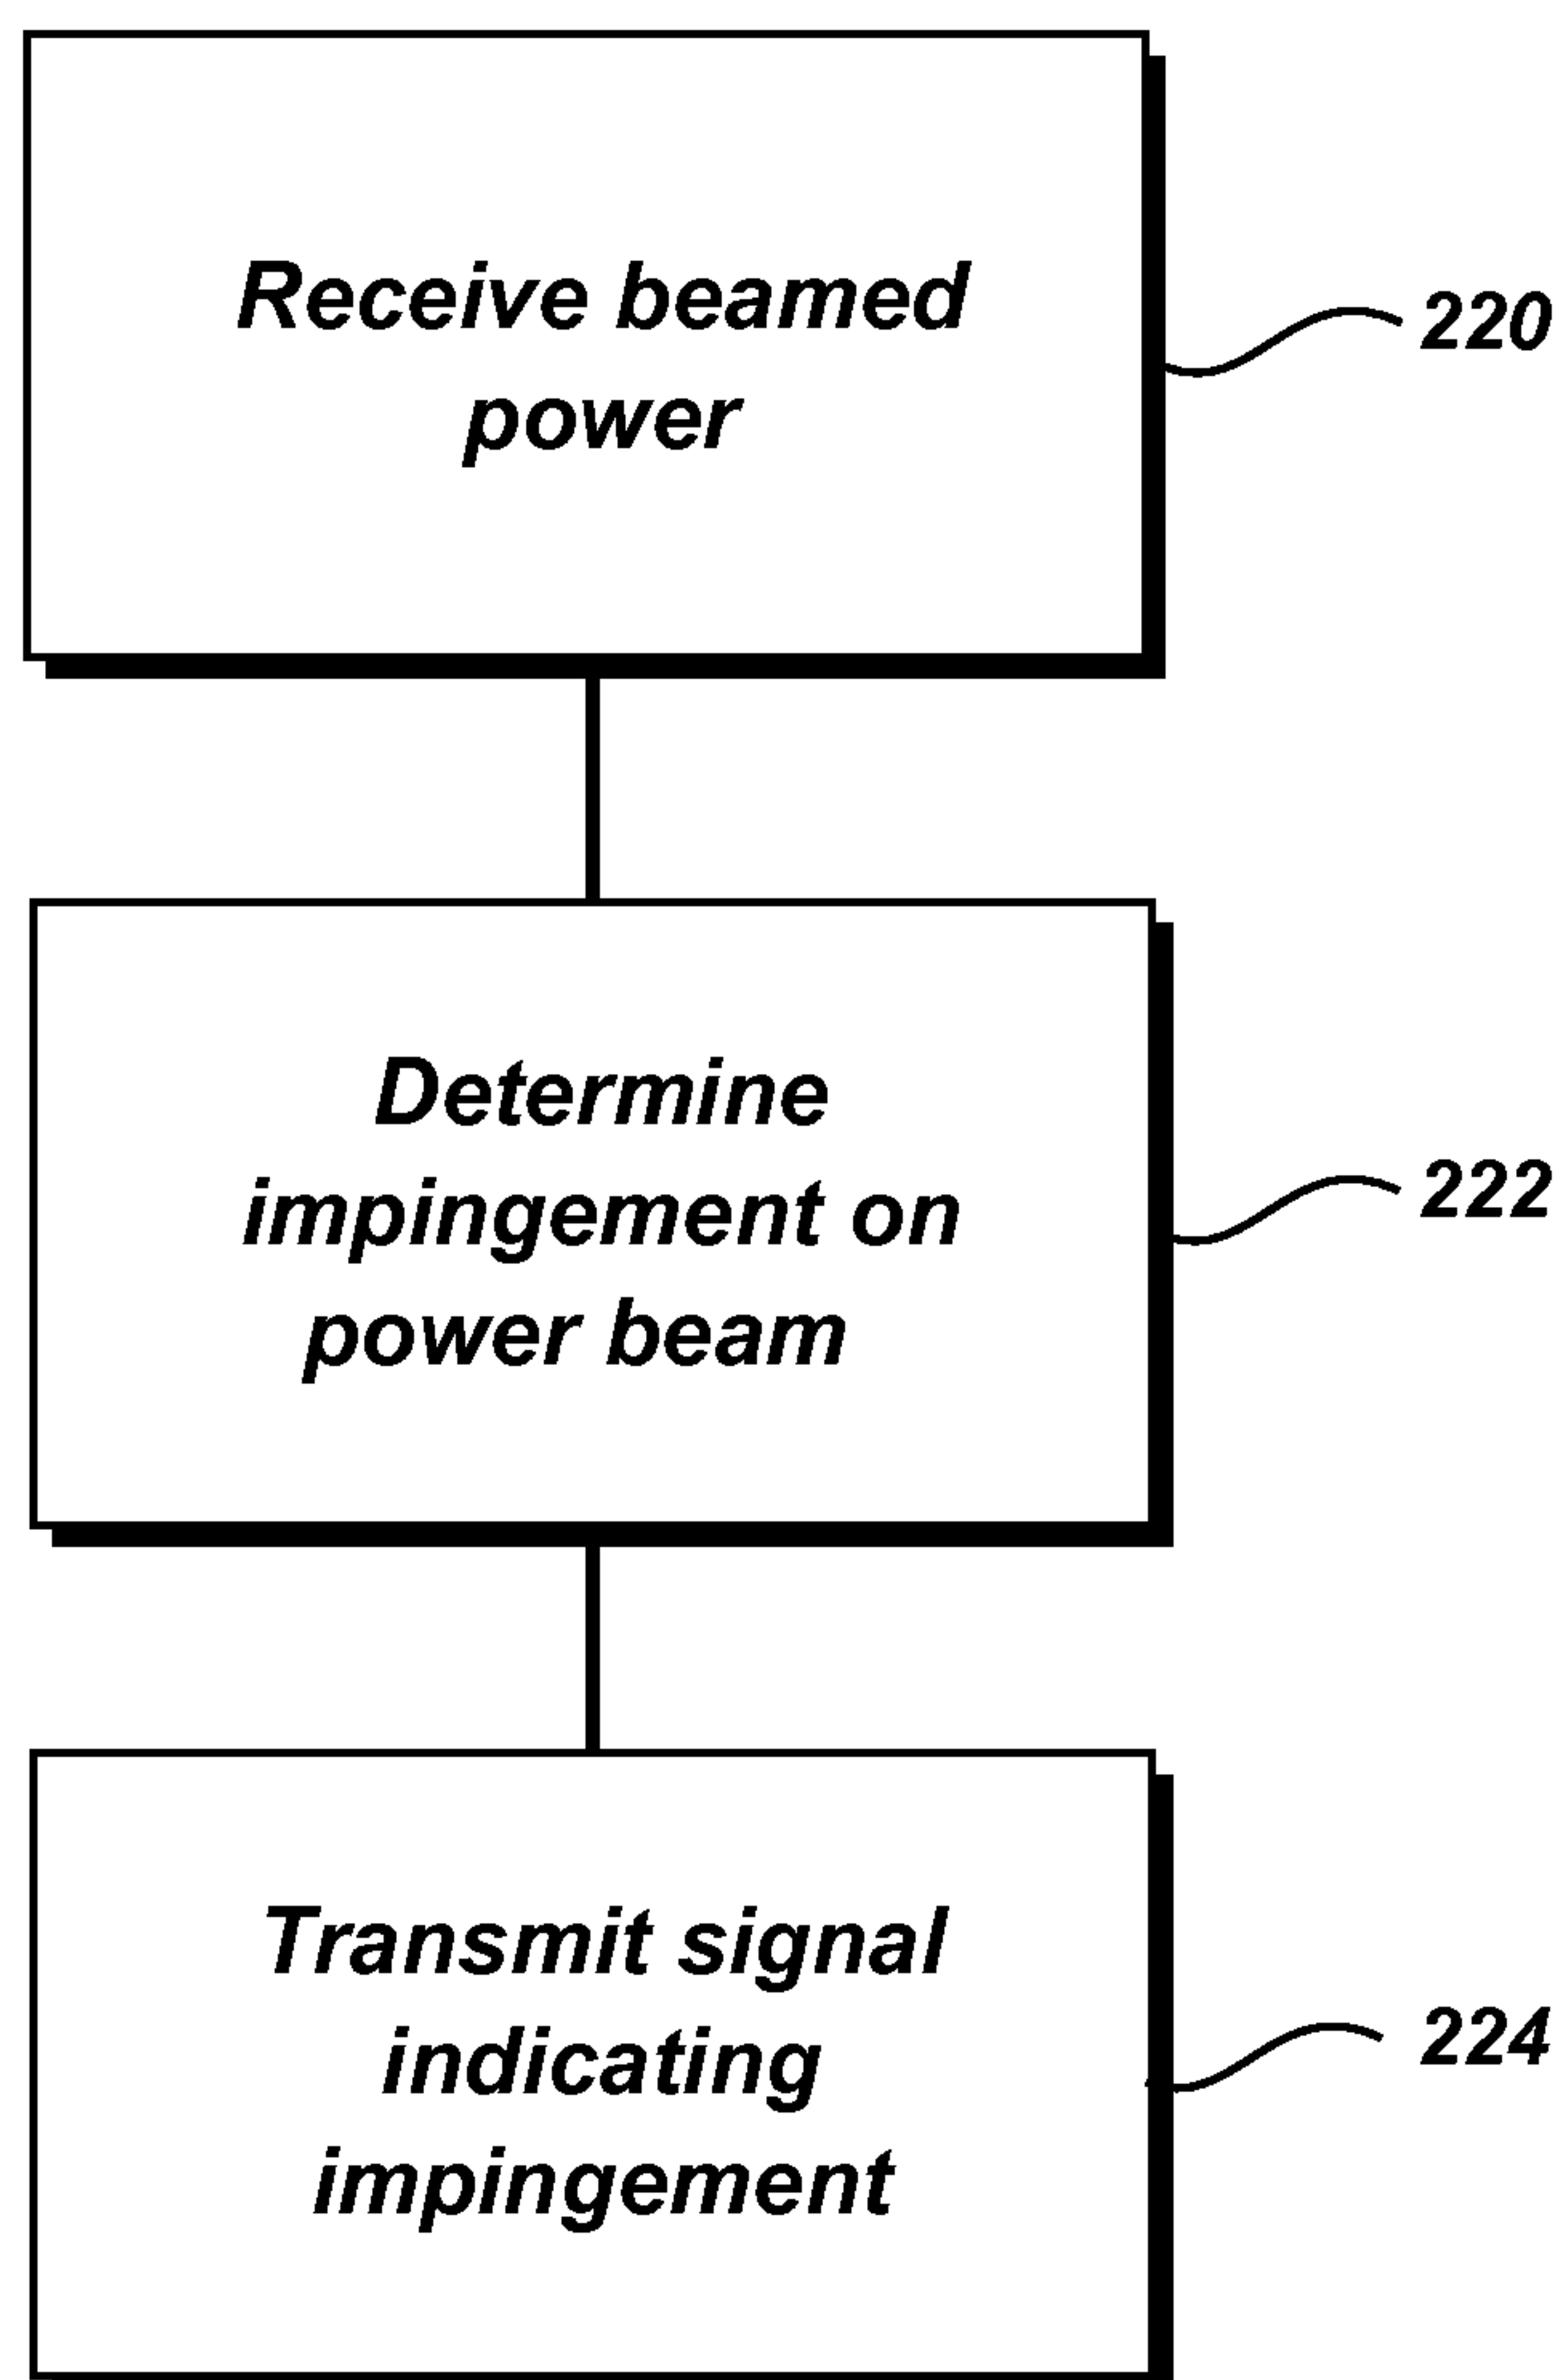 Receive beamed
power
220
Determine
impingement on
power beam
222
Transmit signal
indicating
impingement
224